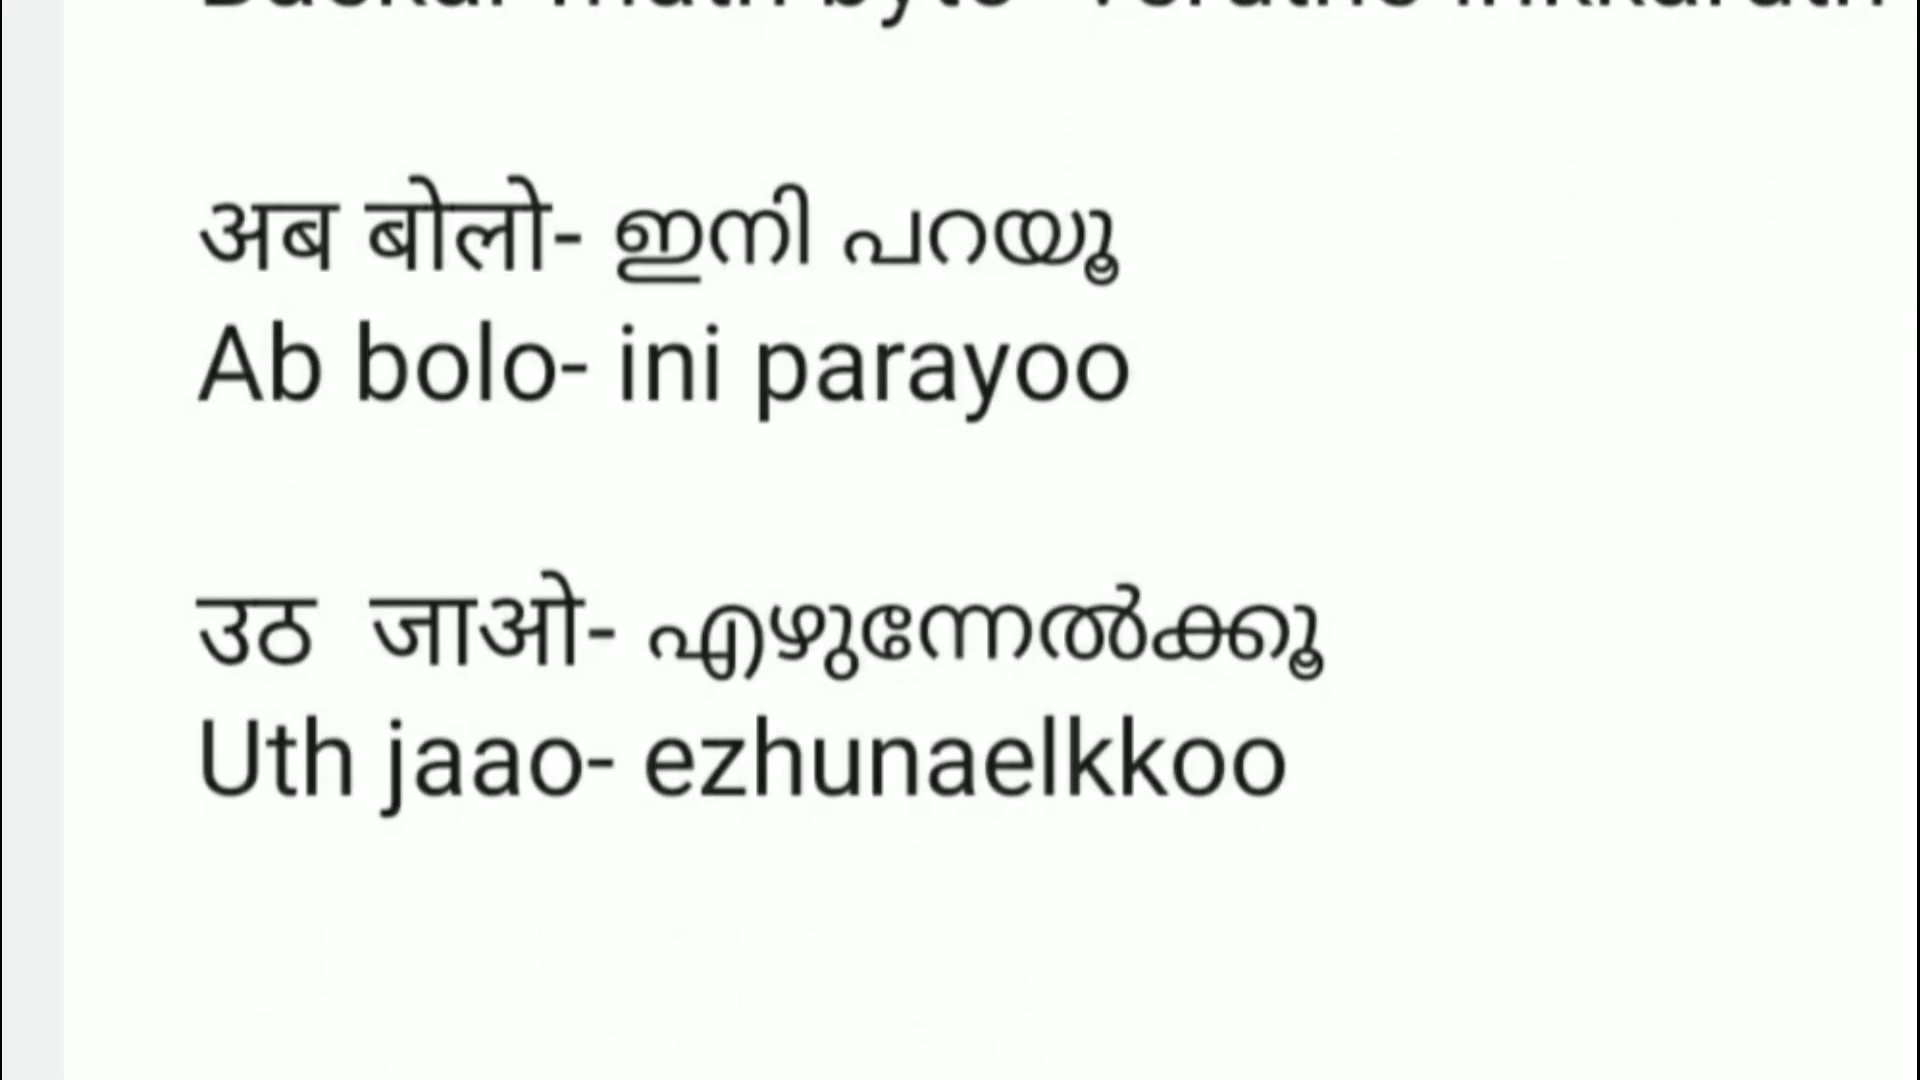 अब बोलो- ഇനി പറയൂ
Ab bolo- ini parayoo
उठ जाओ- എഴുന്നേൽക്കൂ
Uth jaao- ezhunaelkkoo